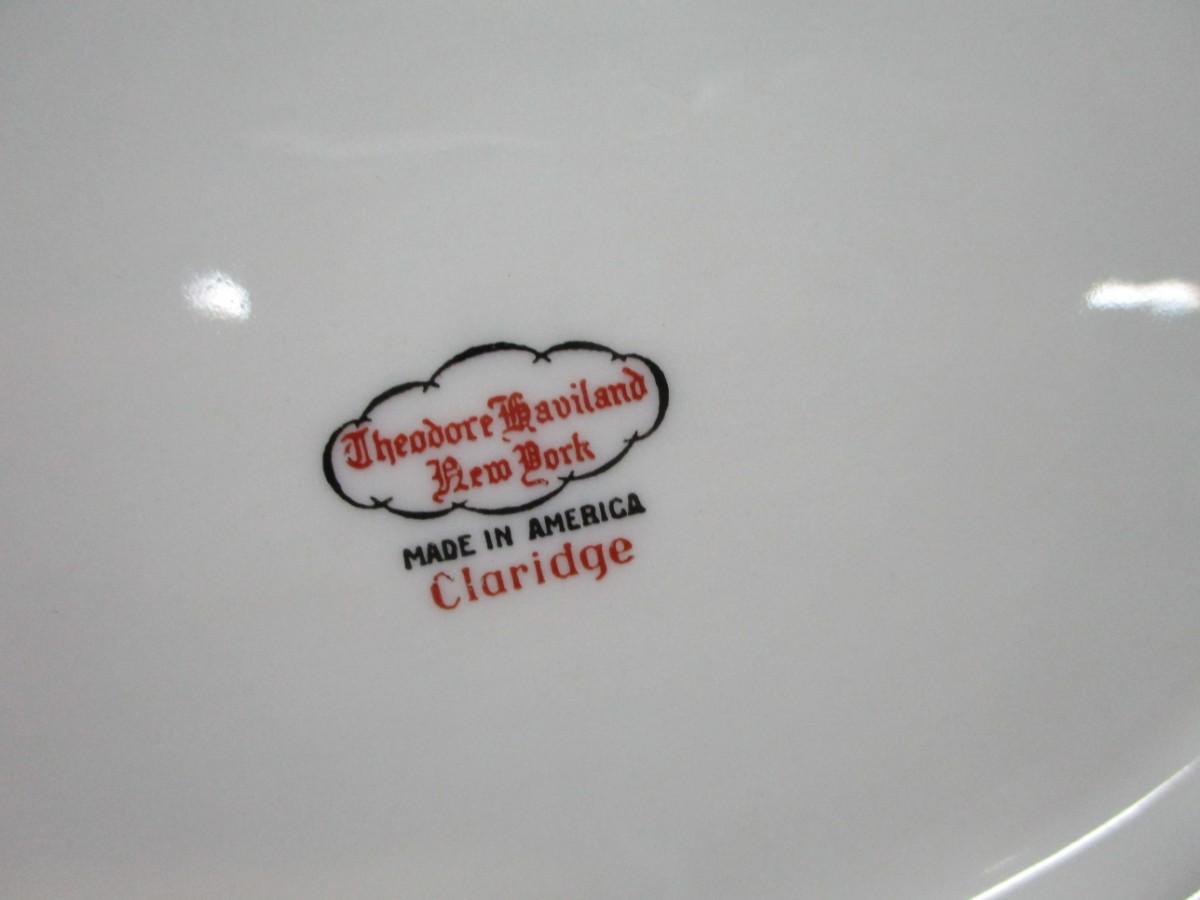 Theodore Haviland
New York
MADE IN AMERICA
Claridge